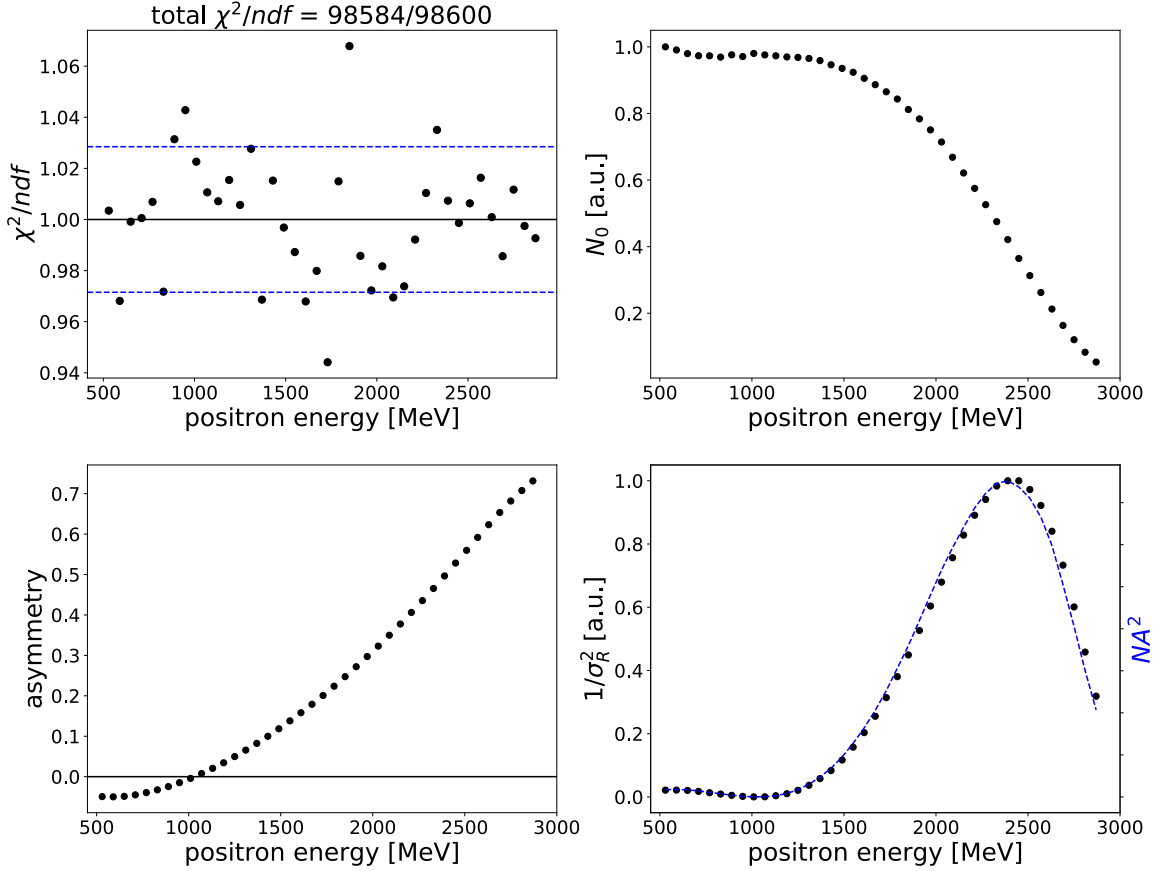 total χ²/ndf = 98584/98600
1.06
1.04
1.02
1.00
0.98
0.96
0.94
χ²/ndf
500 1000 1500 2000 2500
positron energy [MeV]
1.0
0.8
0.6
0.4
0.2
N₀ [a.u.]
500 1000 1500 2000 2500 3000
positron energy [MeV]
0.7
0.6
0.5
0.4
0.3
0.2
0.1
0.0
asymmetry
500 1000 1500 2000 2500 3000
positron energy [MeV]
1.0
0.8
0.6
0.4
0.2
0.0
1/σ²_R [a.u.]
NA²
500 1000 1500 2000 2500 3000
positron energy [MeV]